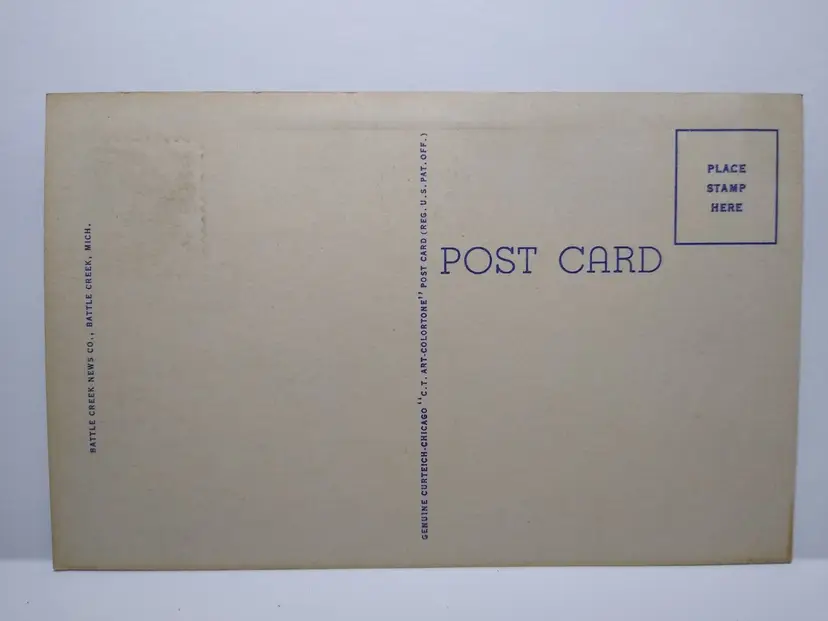 BATTLE CREEK NEWS CO., BATTLE CREEK, MICH.
GENUINE CURTEICH-CHICAGO "C.T. ART-COLORTONE" POST CARD (REG. U.S. PAT. OFF.)
POST CARD
PLACE
STAMP
HERE